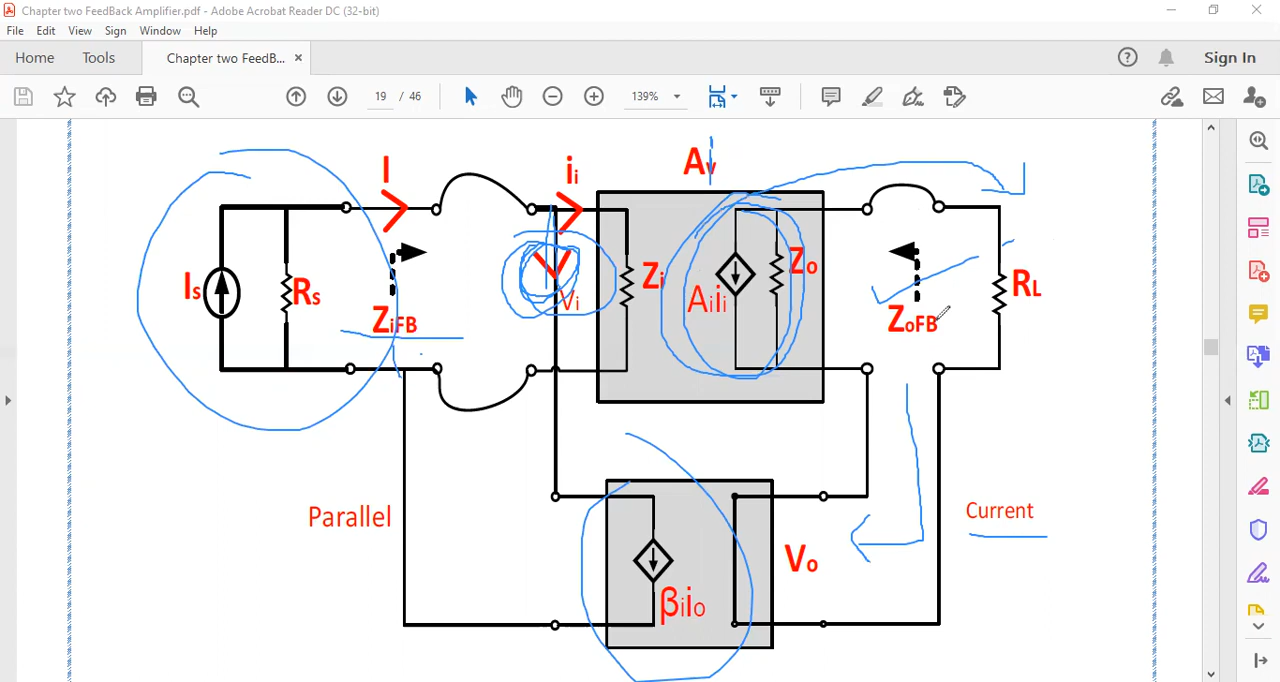 Chapter two FeedBack Amplifier.pdf - Adobe Acrobat Reader DC (32-bit)
File Edit View Sign Window Help
Home Tools Chapter two FeedB... × Sign In
19 / 46 139%
Av
I ii
Is Rs Zi Zo RL
Vi Aiii
ZiFB ZoFB
Parallel Current
Vo
βiio